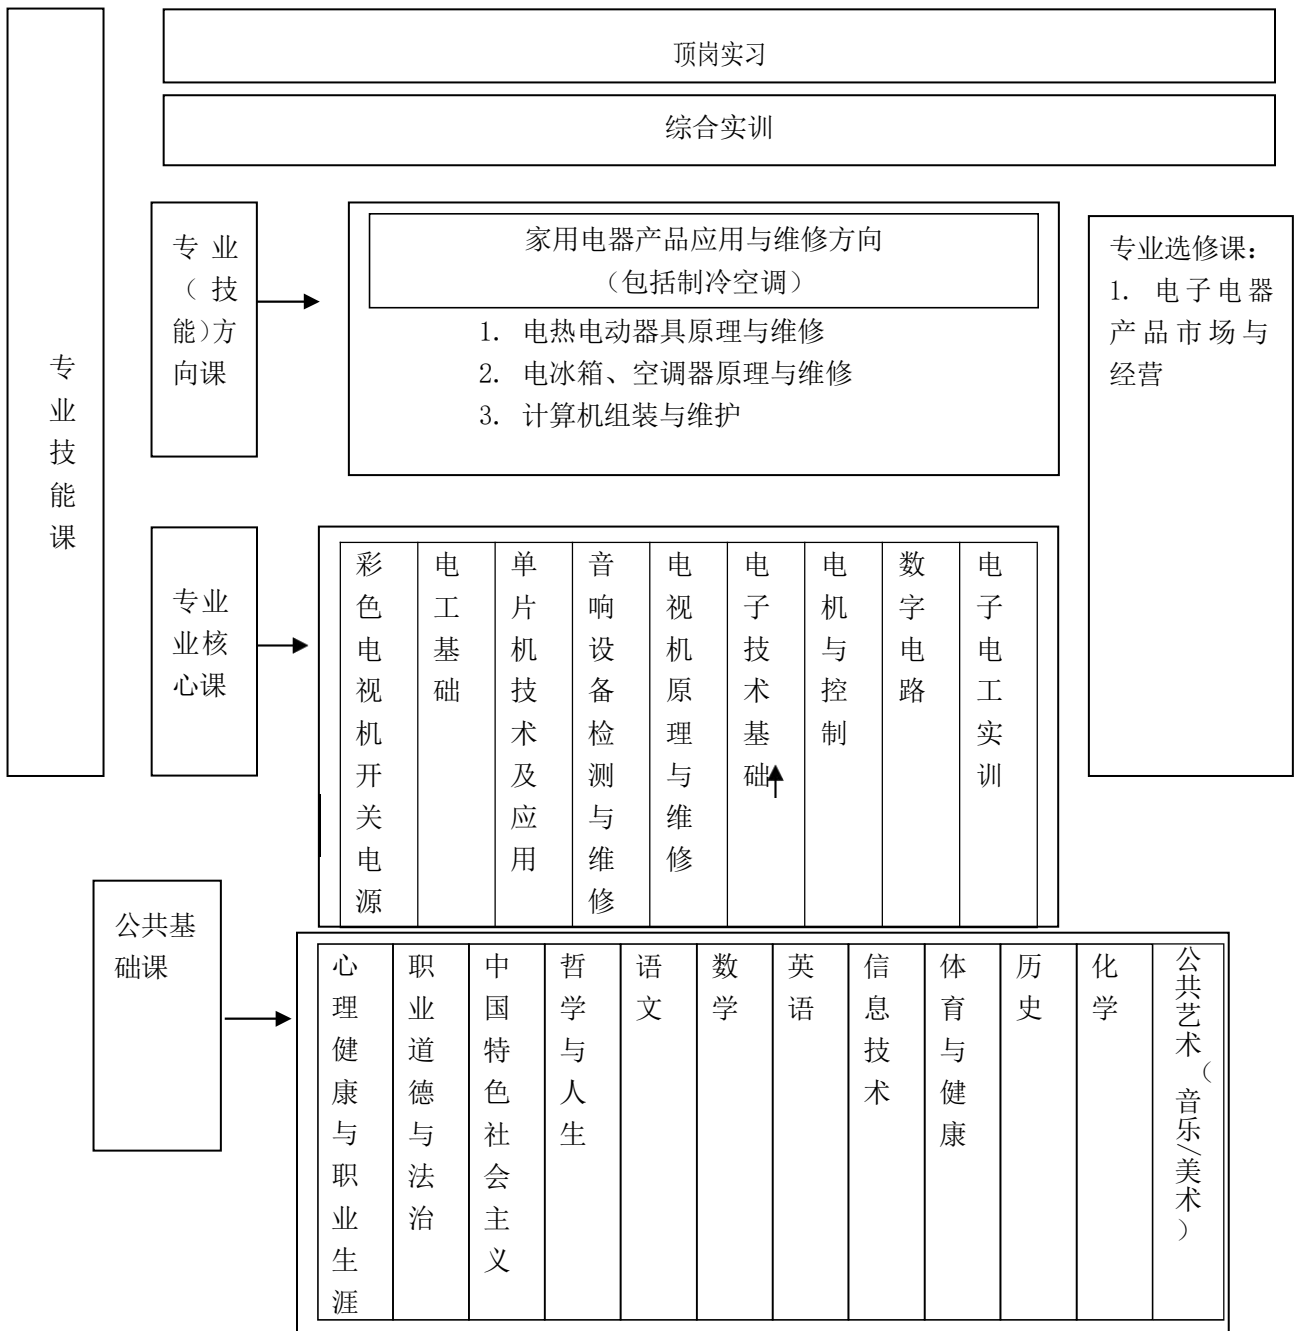 顶岗实习
综合实训
专业技能课
专 业
（ 技
能)方
向课
家用电器产品应用与维修方向
（包括制冷空调）
1. 电热电动器具原理与维修
2. 电冰箱、空调器原理与维修
3. 计算机组装与维护
专业选修课：
1. 电子电器
产品市场与
经营
专业
业核
心课
彩色电视机开关电源
电工基础
单片机技术及应用
音响设备检测与维修
电视机原理与维修
电子技术基础
电机与控制
数字电路
电子电工实训
公共基
础课
心理健康与职业生涯
职业道德与法治
中国特色社会主义
哲学与人生
语文
数学
英语
信息技术
体育与健康
历史
化学
公共艺术（音乐/美术）